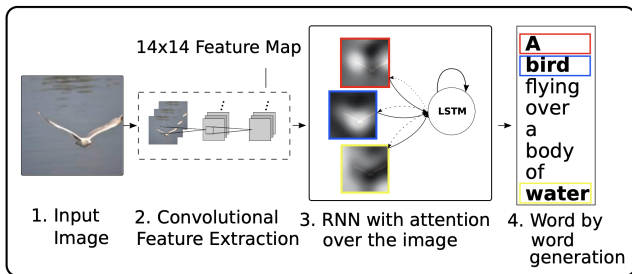 14x14 Feature Map
LSTM
A
bird
flying
over
a
body
of
water
1. Input
Image
2. Convolutional
Feature Extraction
3. RNN with attention
over the image
4. Word by
word
generation